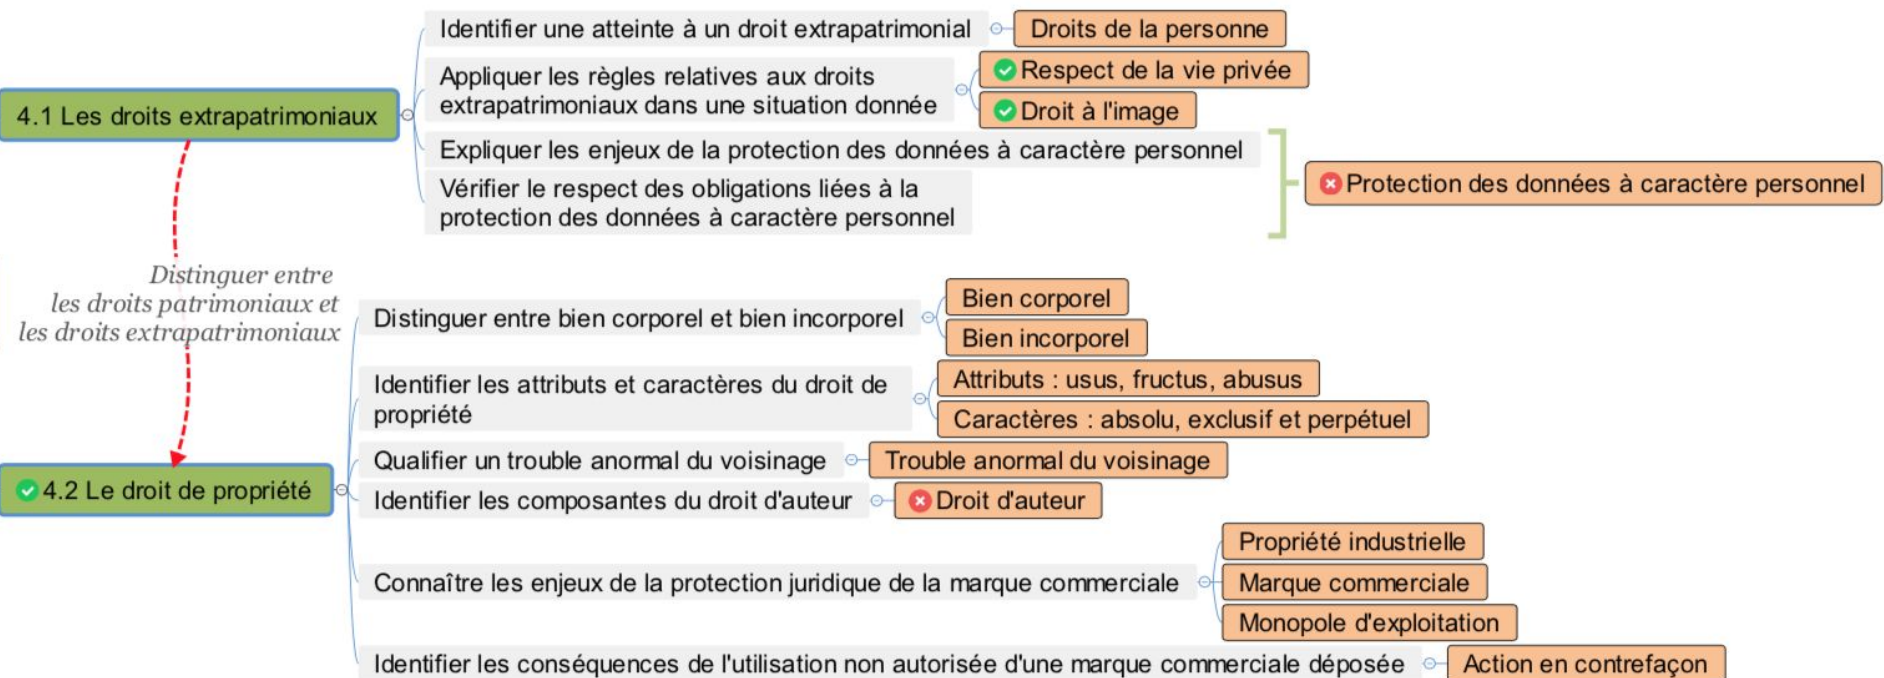 Identifier une atteinte à un droit extrapatrimonial
Droits de la personne
4.1 Les droits extrapatrimoniaux
Appliquer les règles relatives aux droits
extrapatrimoniaux dans une situation donnée
Respect de la vie privée
Droit à l'image
Expliquer les enjeux de la protection des données à caractère personnel
Vérifier le respect des obligations liées à la
protection des données à caractère personnel
Protection des données à caractère personnel
Distinguer entre
les droits patrimoniaux et
les droits extrapatrimoniaux
4.2 Le droit de propriété
Distinguer entre bien corporel et bien incorporel
Bien corporel
Bien incorporel
Identifier les attributs et caractères du droit de
propriété
Attributs : usus, fructus, abusus
Caractères : absolu, exclusif et perpétuel
Qualifier un trouble anormal du voisinage
Trouble anormal du voisinage
Identifier les composantes du droit d'auteur
Droit d'auteur
Connaître les enjeux de la protection juridique de la marque commerciale
Propriété industrielle
Marque commerciale
Monopole d'exploitation
Identifier les conséquences de l'utilisation non autorisée d'une marque commerciale déposée
Action en contrefaçon